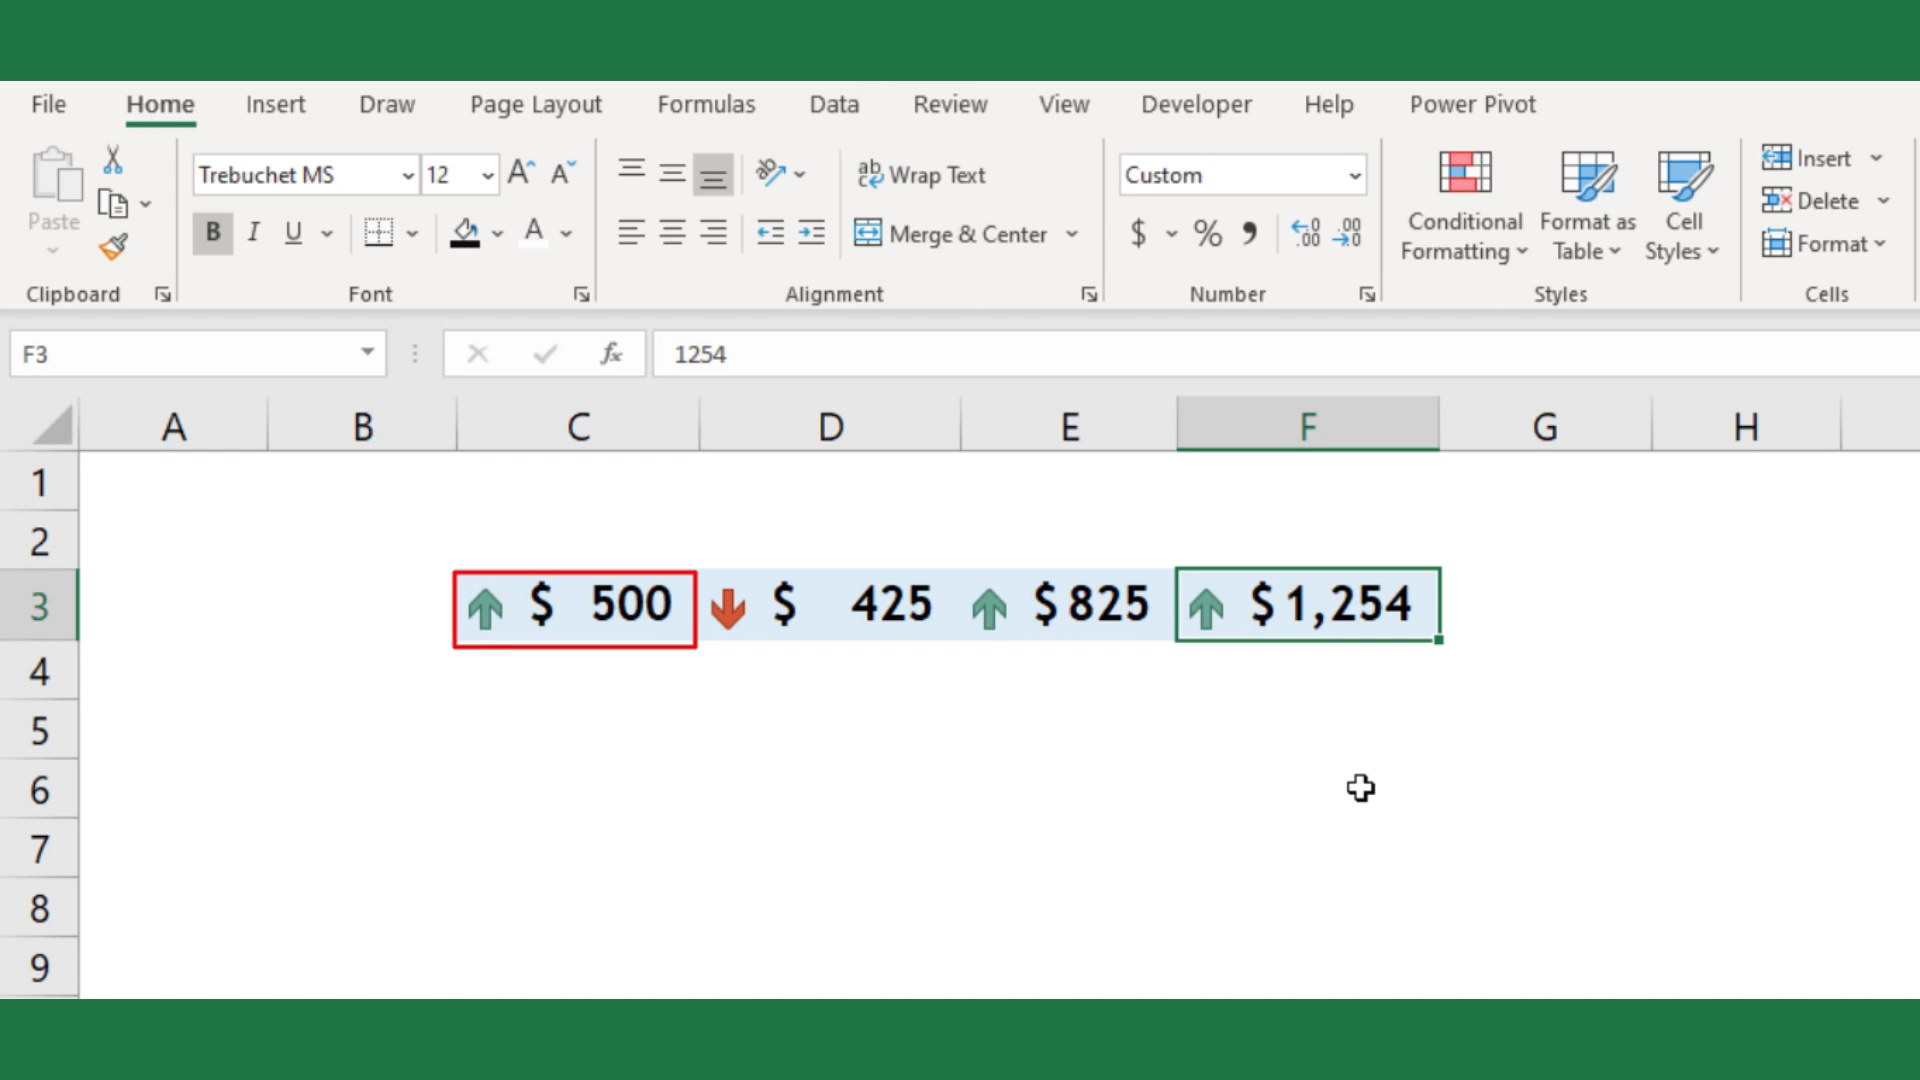 File Home Insert Draw Page Layout Formulas Data Review View Developer Help Power Pivot
Paste
Trebuchet MS 12
B I U A
ab Wrap Text
Merge & Center
Custom
$ % ,
Conditional Formatting
Format as Table
Cell Styles
Insert
Delete
Format
Clipboard Font Alignment Number Styles Cells
F3 fx 1254
A B C D E F G H
1
2
3 $ 500 $ 425 $ 825 $ 1,254
4
5
6
7
8
9